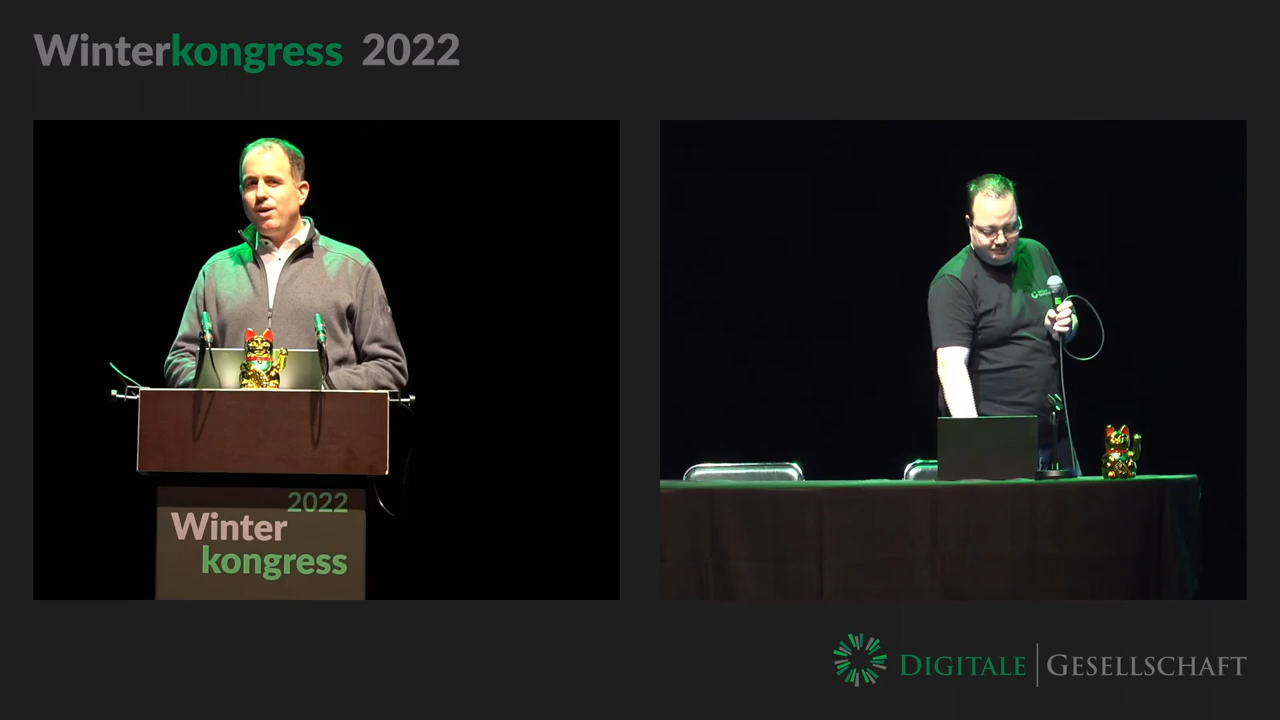 Winterkongress 2022
2022
Winter
kongress
DIGITALE | GESELLSCHAFT